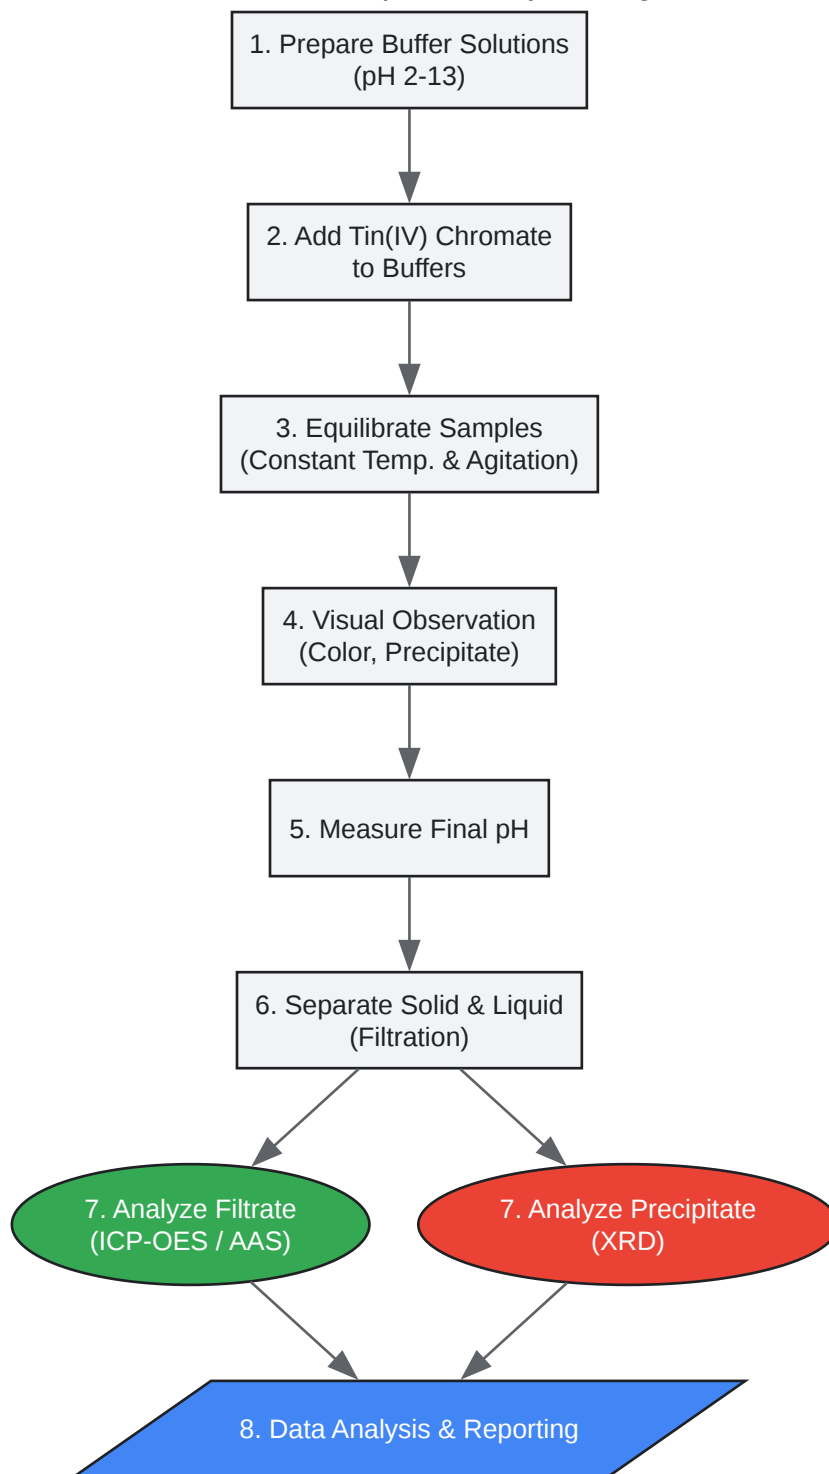 1. Prepare Buffer Solutions
(pH 2-13)
2. Add Tin(IV) Chromate
to Buffers
3. Equilibrate Samples
(Constant Temp. & Agitation)
4. Visual Observation
(Color, Precipitate)
5. Measure Final pH
6. Separate Solid & Liquid
(Filtration)
7. Analyze Filtrate
(ICP-OES / AAS)
7. Analyze Precipitate
(XRD)
8. Data Analysis & Reporting